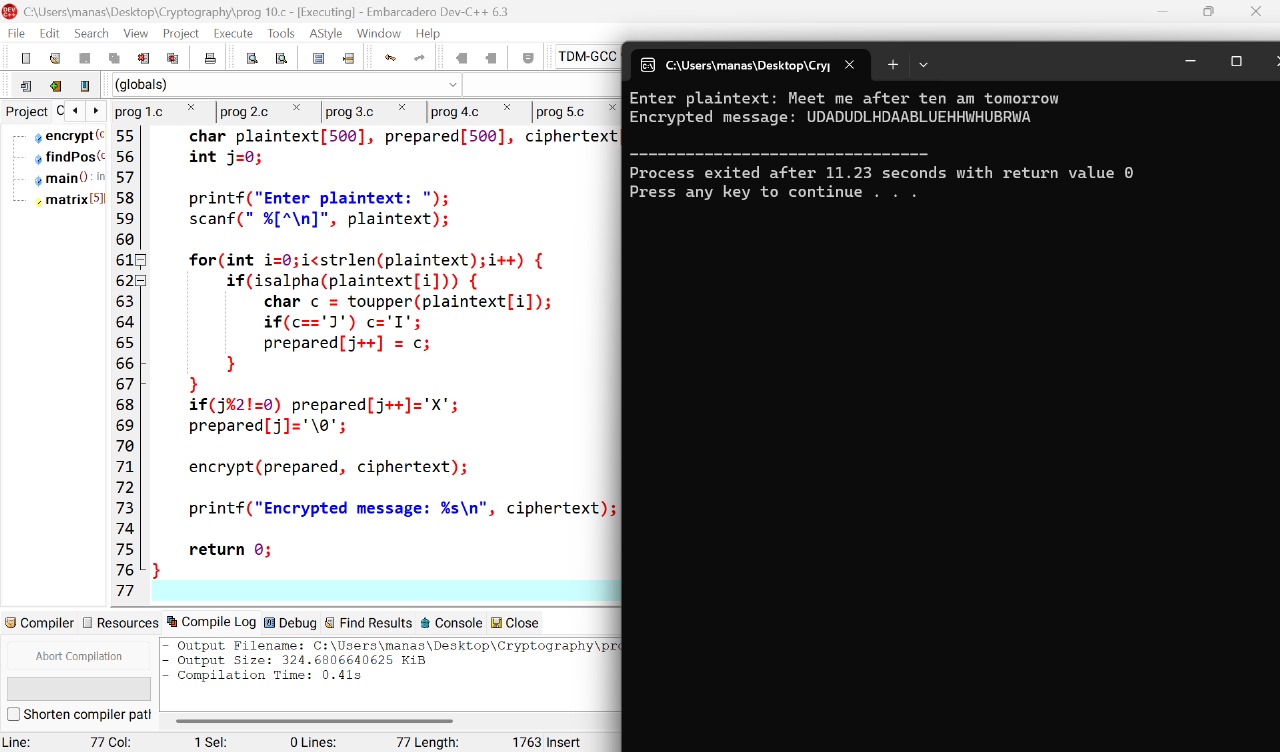 C:\Users\manas\Desktop\Cryptography\prog 10.c - [Executing] - Embarcadero Dev-C++ 6.3
File Edit Search View Project Execute Tools AStyle Window Help
TDM-GCC
(globals)
Project C
prog 1.c prog 2.c prog 3.c prog 4.c prog 5.c
encrypt(c
findPos(c
main() : in
matrix [5]
55 char plaintext[500], prepared[500], ciphertext
56 int j=0;
57
58 printf("Enter plaintext: ");
59 scanf(" %[^\n]", plaintext);
60
61 for(int i=0;i<strlen(plaintext);i++) {
62 if(isalpha(plaintext[i])) {
63 char c = toupper(plaintext[i]);
64 if(c=='J') c='I';
65 prepared[j++] = c;
66 }
67 }
68 if(j%2!=0) prepared[j++]='X';
69 prepared[j]='\0';
70
71 encrypt(prepared, ciphertext);
72
73 printf("Encrypted message: %s\n", ciphertext);
74
75 return 0;
76 }
77
Compiler Resources Compile Log Debug Find Results Console Close
Abort Compilation
Shorten compiler path
- Output Filename: C:\Users\manas\Desktop\Cryptography\pro
- Output Size: 324.6806640625 KiB
- Compilation Time: 0.41s
Line: 77 Col: 1 Sel: 0 Lines: 77 Length: 1763 Insert
C:\Users\manas\Desktop\Cry
Enter plaintext: Meet me after ten am tomorrow
Encrypted message: UDADUDLHDAABLUEHHWHUBRWA
--------------------------------
Process exited after 11.23 seconds with return value 0
Press any key to continue . . .